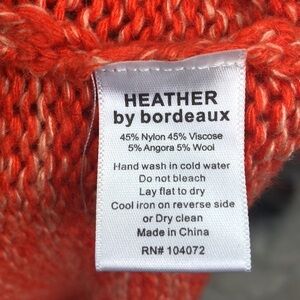 HEATHER
by bordeaux
45% Nylon 45% Viscose
5% Angora 5% Wool
Hand wash in cold water
Do not bleach
Lay flat to dry
Cool iron on reverse side
or Dry clean
Made in China
RN# 104072